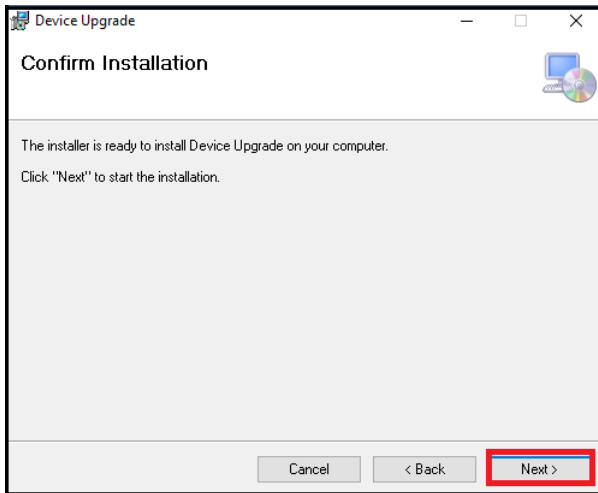 Device Upgrade
Confirm Installation
The installer is ready to install Device Upgrade on your computer.
Click "Next" to start the installation.
Cancel < Back Next >